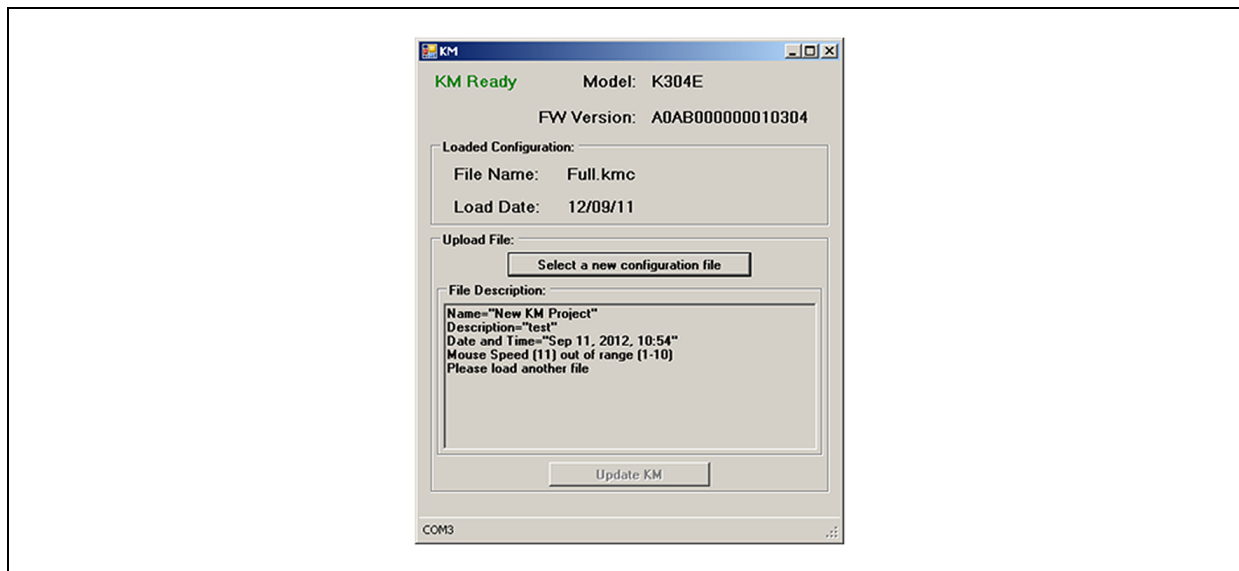 KM
KM Ready Model: K304E
FW Version: A0AB000000010304
Loaded Configuration:
File Name: Full.kmc
Load Date: 12/09/11
Upload File:
Select a new configuration file
File Description:
Name="New KM Project"
Description="test"
Date and Time="Sep 11, 2012, 10:54"
Mouse Speed (11) out of range (1-10)
Please load another file
Update KM
COM3